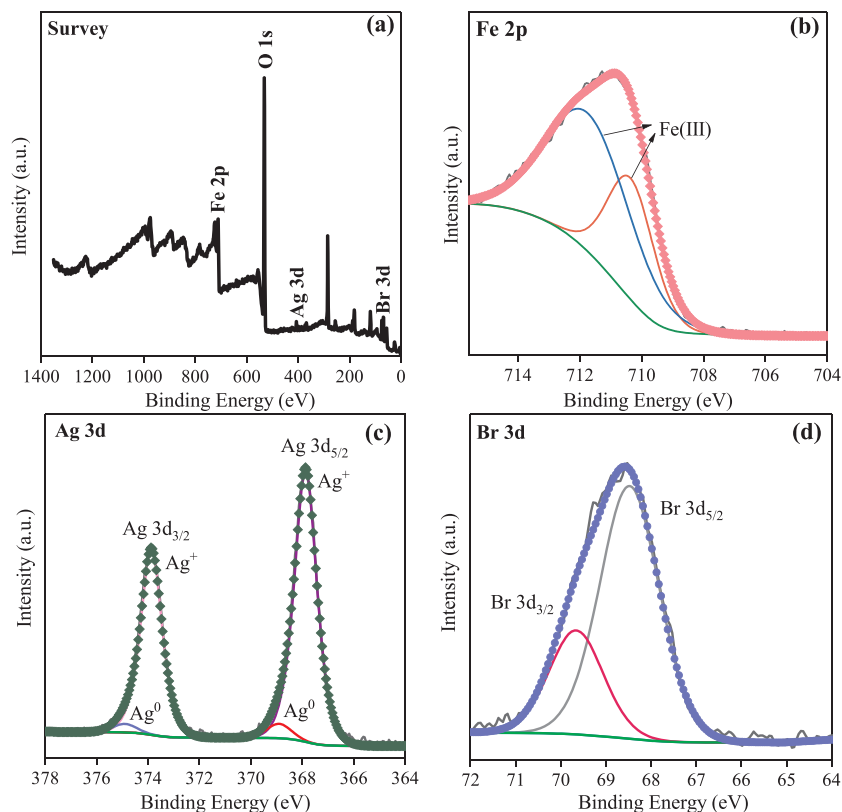 Survey
(a)
O 1s
Fe 2p
Ag 3d
Br 3d
Intensity (a.u.)
1400 1200 1000 800 600 400 200 0
Binding Energy (eV)
Fe 2p
(b)
Fe(III)
Intensity (a.u.)
714 712 710 708 706 704
Binding Energy (eV)
Ag 3d
(c)
Ag 3d5/2
Ag+
Ag 3d3/2
Ag+
Ag0
Ag0
Intensity (a.u.)
378 376 374 372 370 368 366 364
Binding Energy (eV)
Br 3d
(d)
Br 3d5/2
Br 3d3/2
Intensity (a.u.)
72 71 70 69 68 67 66 65 64
Binding Energy (eV)